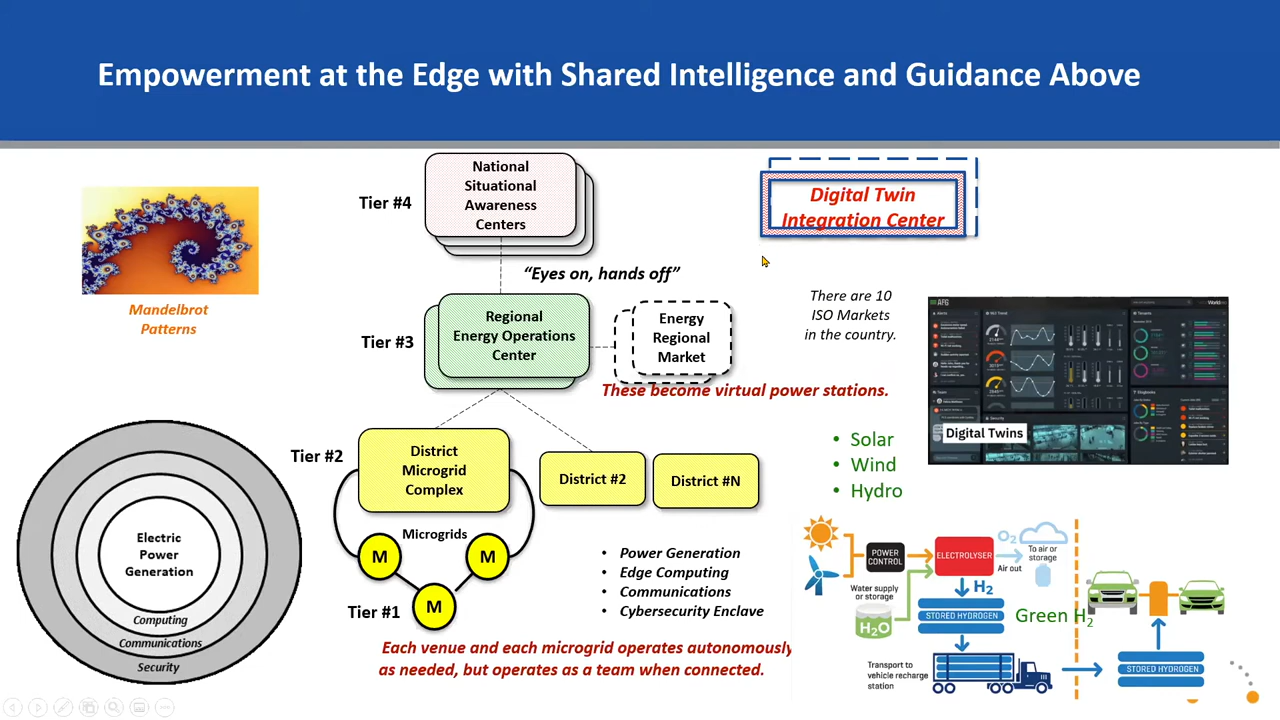 Empowerment at the Edge with Shared Intelligence and Guidance Above
Tier #4
National
Situational
Awareness
Centers
Digital Twin
Integration Center
Mandelbrot
Patterns
“Eyes on, hands off”
Tier #3
Regional
Energy Operations
Center
Energy
Regional
Market
There are 10
ISO Markets
in the country.
These become virtual power stations.
AFG
Alerts
Team
Security
Tenants
Digital Twins
Tier #2
District
Microgrid
Complex
District #2
District #N
• Solar
• Wind
• Hydro
Microgrids
M
M
M
Tier #1
• Power Generation
• Edge Computing
• Communications
• Cybersecurity Enclave
Each venue and each microgrid operates autonomously
as needed, but operates as a team when connected.
Electric
Power
Generation
Computing
Communications
Security
POWER
CONTROL
ELECTROLYSER
O₂
Air out
To air or
storage
Water supply
or storage
H₂O
H₂
STORED HYDROGEN
Green H₂
Transport to
vehicle recharge
station
STORED HYDROGEN